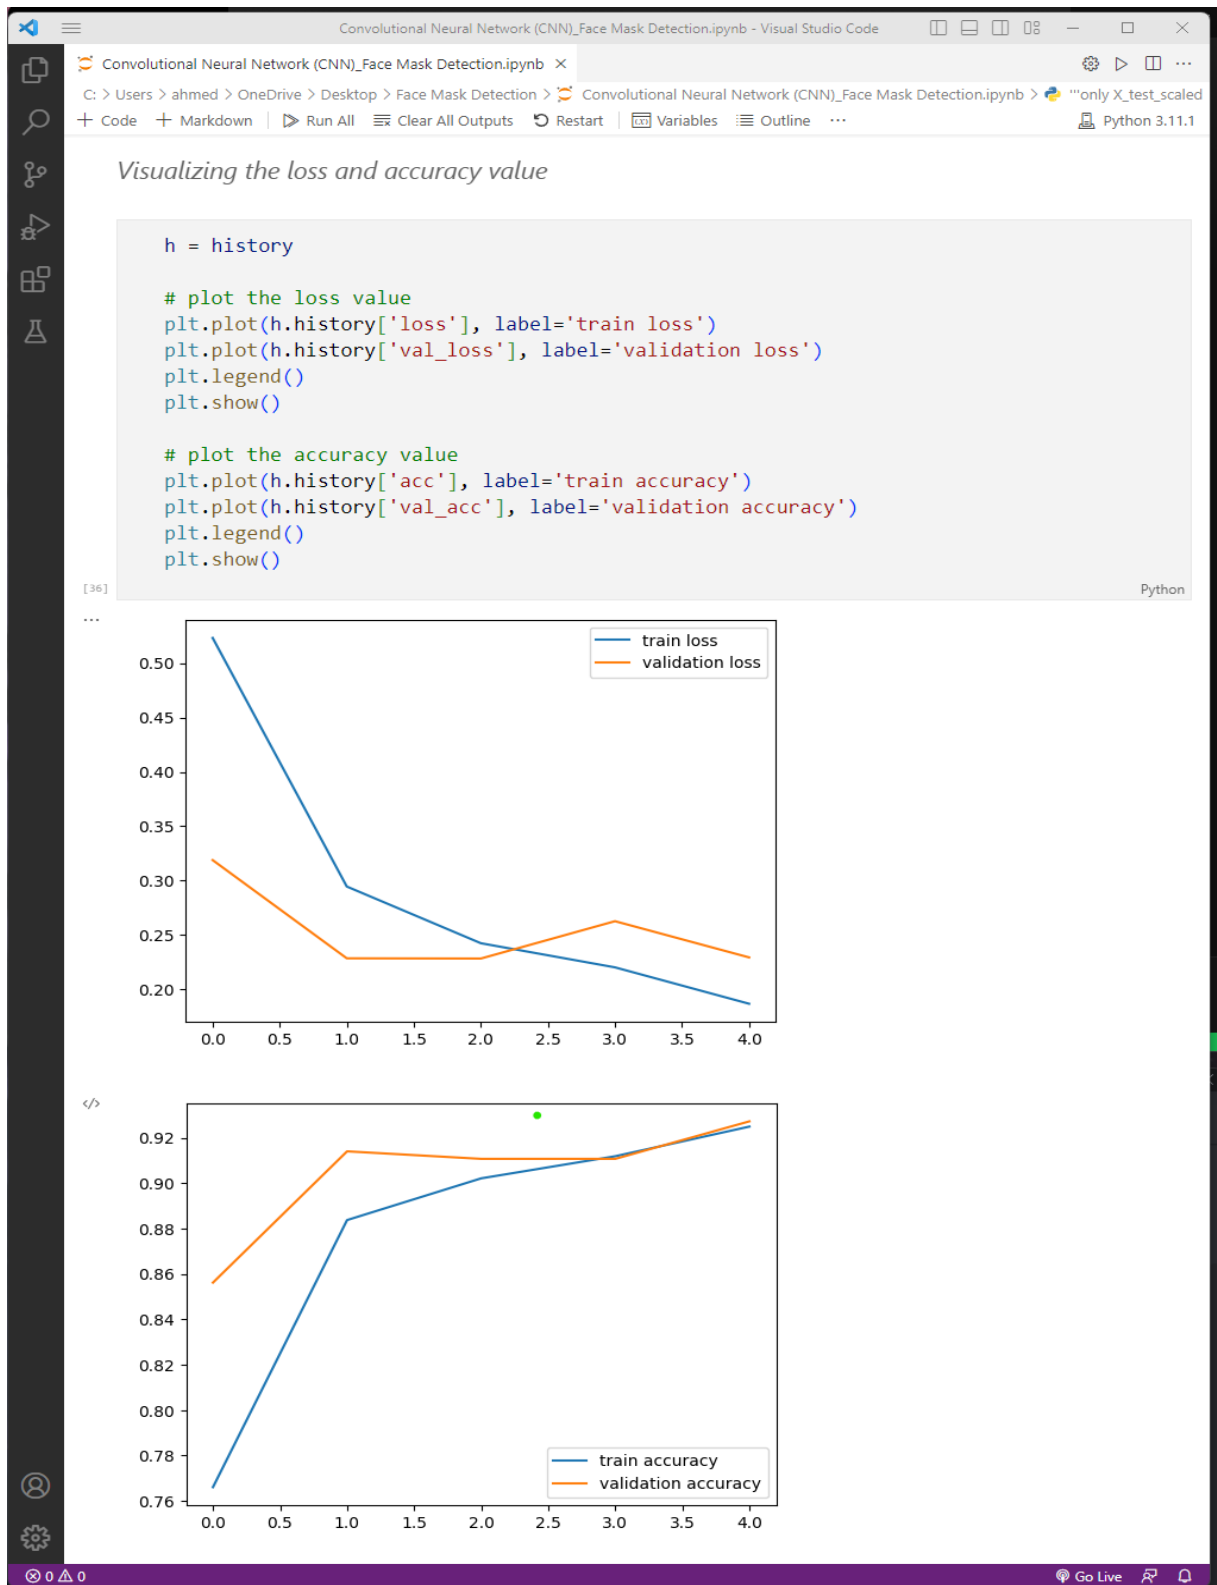 Convolutional Neural Network (CNN)_Face Mask Detection.ipynb - Visual Studio Code
Convolutional Neural Network (CNN)_Face Mask Detection.ipynb
C: > Users > ahmed > OneDrive > Desktop > Face Mask Detection > Convolutional Neural Network (CNN)_Face Mask Detection.ipynb > '''only X_test_scaled
+ Code + Markdown Run All Clear All Outputs Restart Variables Outline ... Python 3.11.1
Visualizing the loss and accuracy value
h = history
# plot the loss value
plt.plot(h.history['loss'], label='train loss')
plt.plot(h.history['val_loss'], label='validation loss')
plt.legend()
plt.show()
# plot the accuracy value
plt.plot(h.history['acc'], label='train accuracy')
plt.plot(h.history['val_acc'], label='validation accuracy')
plt.legend()
plt.show()
[36] Python
...
train loss
validation loss
0.50
0.45
0.40
0.35
0.30
0.25
0.20
0.0 0.5 1.0 1.5 2.0 2.5 3.0 3.5 4.0
</>
0.92
0.90
0.88
0.86
0.84
0.82
0.80
0.78
0.76
train accuracy
validation accuracy
0.0 0.5 1.0 1.5 2.0 2.5 3.0 3.5 4.0
0 0 Go Live